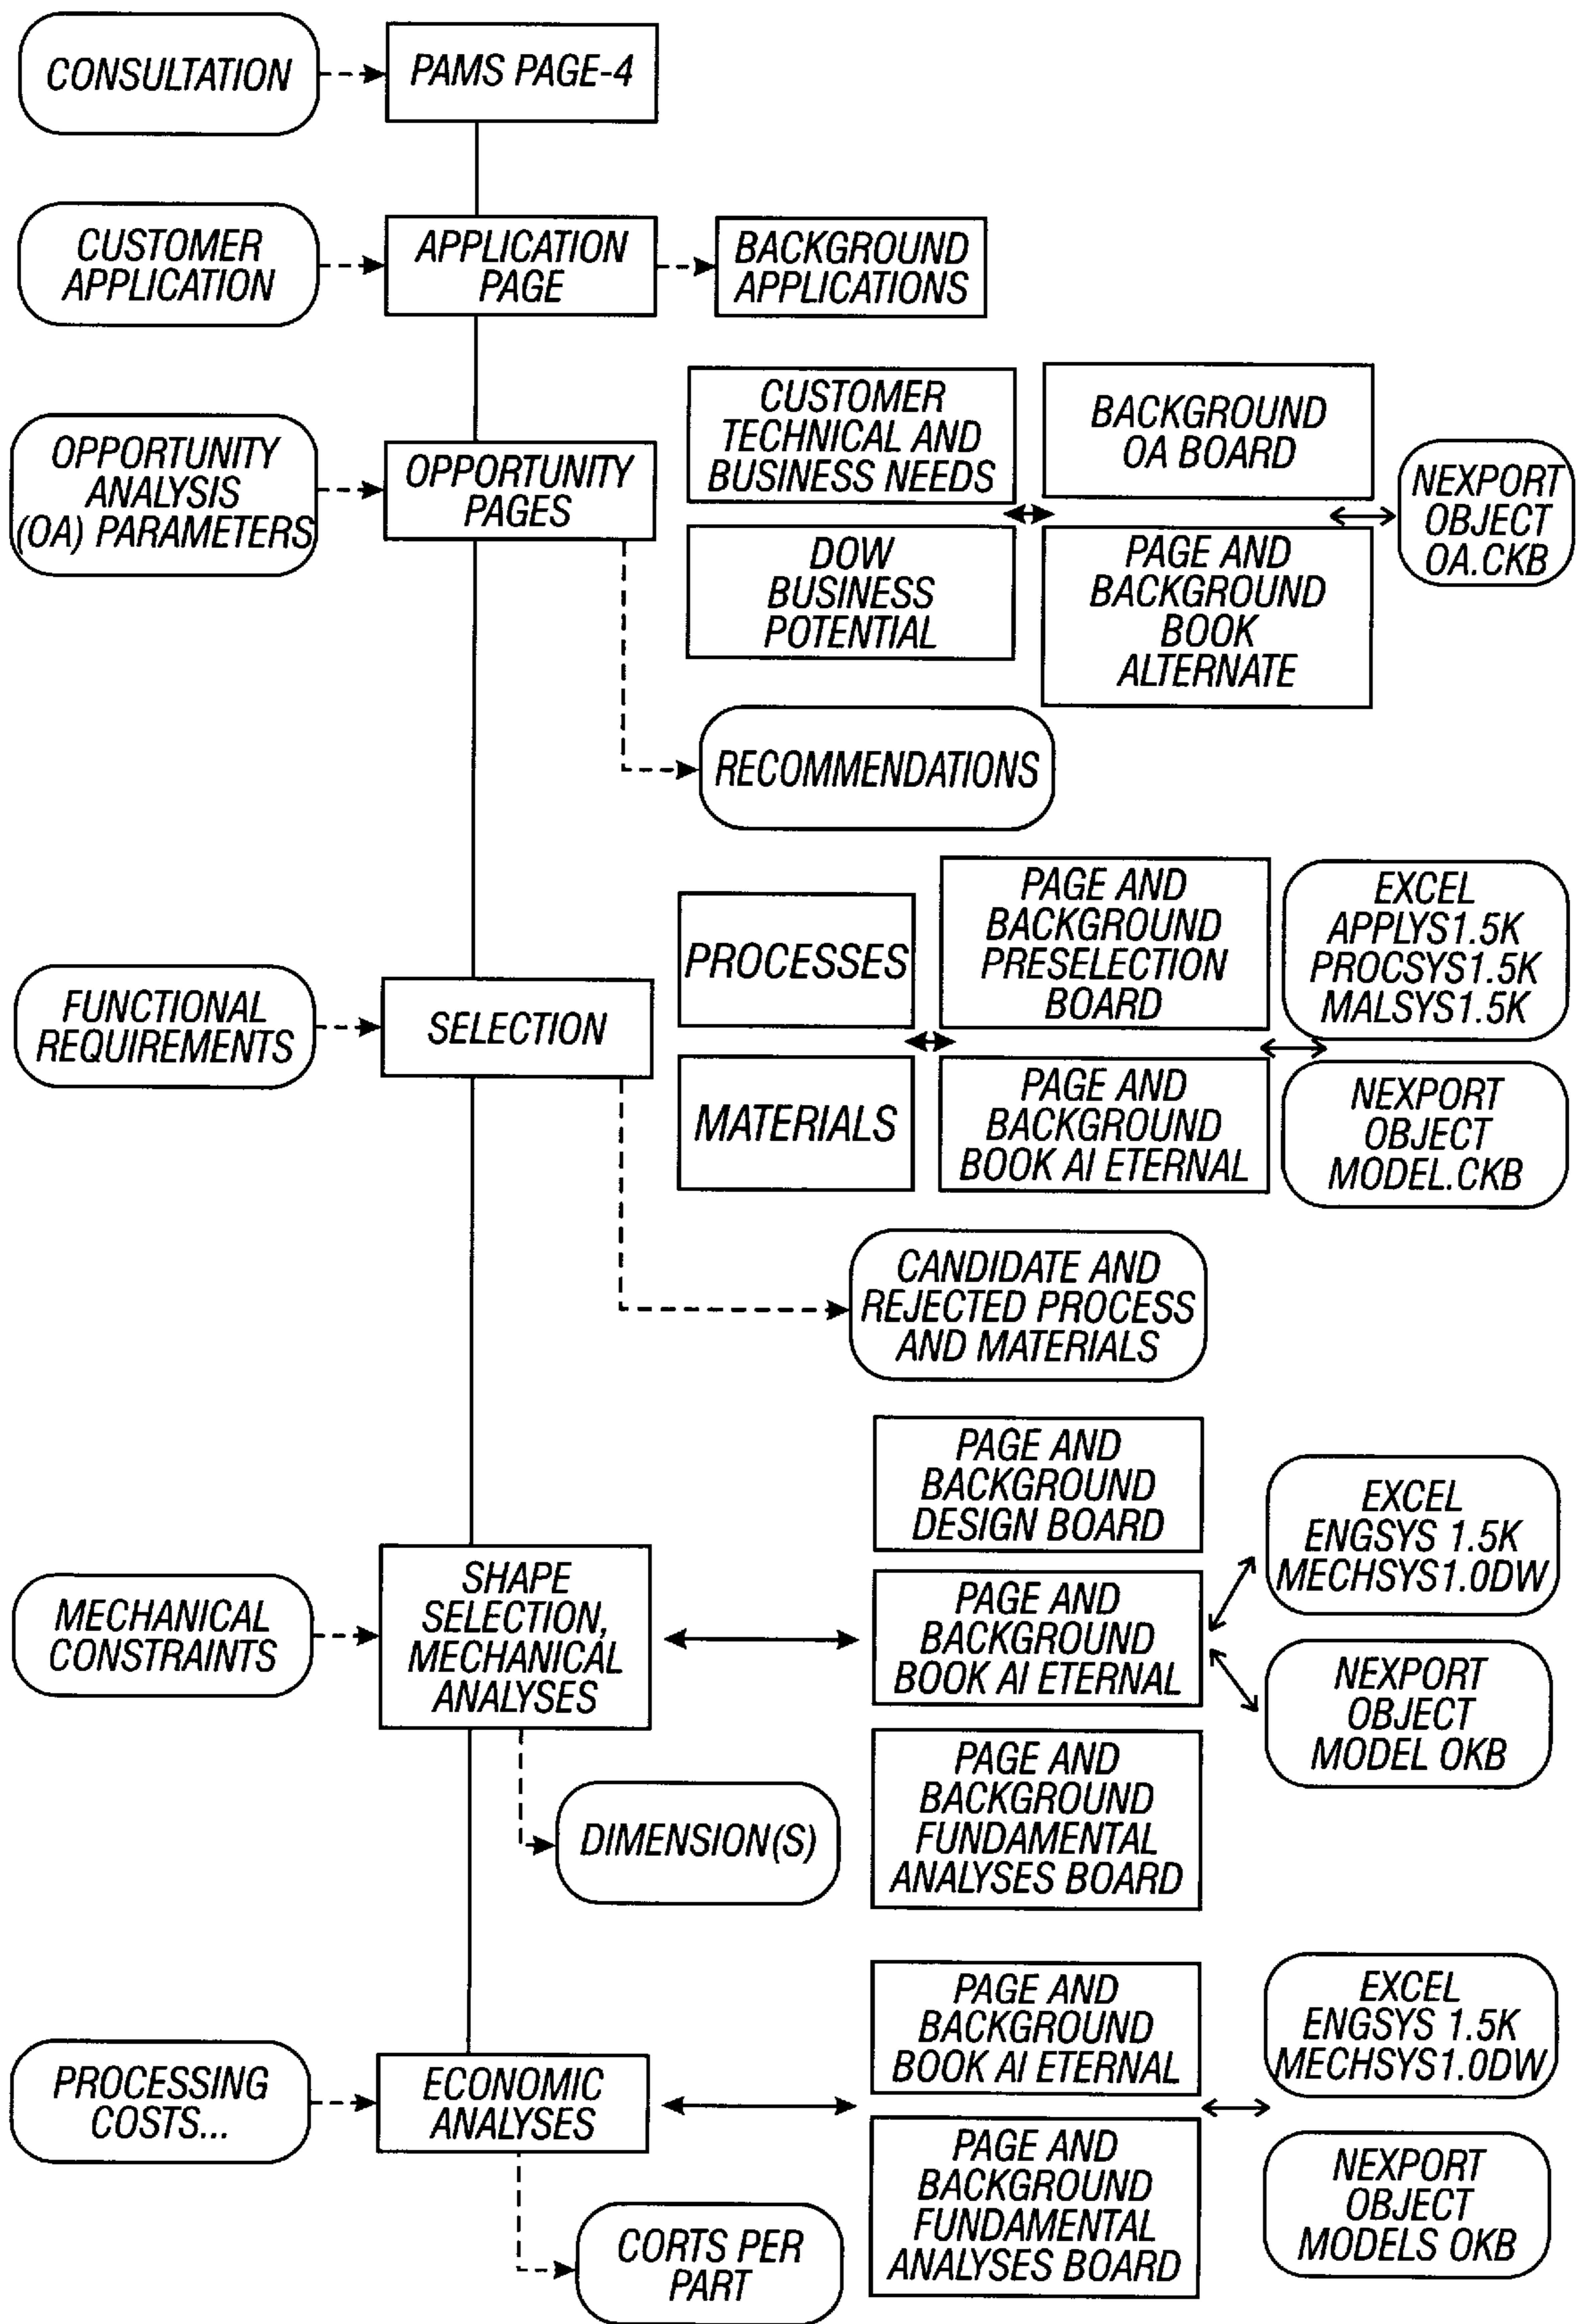 CONSULTATION
PAMS PAGE-4
CUSTOMER
APPLICATION
APPLICATION
PAGE
BACKGROUND
APPLICATIONS
OPPORTUNITY
ANALYSIS
(OA) PARAMETERS
OPPORTUNITY
PAGES
CUSTOMER
TECHNICAL AND
BUSINESS NEEDS
BACKGROUND
OA BOARD
NEXPORT
OBJECT
OA.CKB
DOW
BUSINESS
POTENTIAL
PAGE AND
BACKGROUND
BOOK
ALTERNATE
RECOMMENDATIONS
FUNCTIONAL
REQUIREMENTS
SELECTION
PROCESSES
PAGE AND
BACKGROUND
PRESELECTION
BOARD
EXCEL
APPLYS1.5K
PROCSYS1.5K
MALSYS1.5K
MATERIALS
PAGE AND
BACKGROUND
BOOK AI ETERNAL
NEXPORT
OBJECT
MODEL.CKB
CANDIDATE AND
REJECTED PROCESS
AND MATERIALS
MECHANICAL
CONSTRAINTS
SHAPE
SELECTION,
MECHANICAL
ANALYSES
PAGE AND
BACKGROUND
DESIGN BOARD
PAGE AND
BACKGROUND
BOOK AI ETERNAL
PAGE AND
BACKGROUND
FUNDAMENTAL
ANALYSES BOARD
EXCEL
ENGSYS 1.5K
MECHSYS1.0DW
NEXPORT
OBJECT
MODEL OKB
DIMENSION(S)
PROCESSING
COSTS...
ECONOMIC
ANALYSES
PAGE AND
BACKGROUND
BOOK AI ETERNAL
PAGE AND
BACKGROUND
FUNDAMENTAL
ANALYSES BOARD
EXCEL
ENGSYS 1.5K
MECHSYS1.0DW
NEXPORT
OBJECT
MODELS OKB
CORTS PER
PART